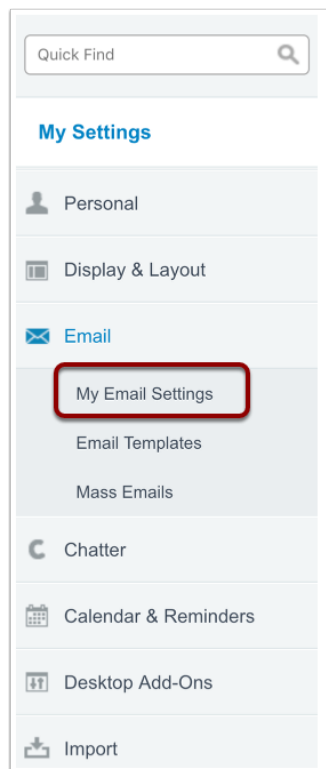 Quick Find
My Settings
Personal
Display & Layout
Email
My Email Settings
Email Templates
Mass Emails
Chatter
Calendar & Reminders
Desktop Add-Ons
Import